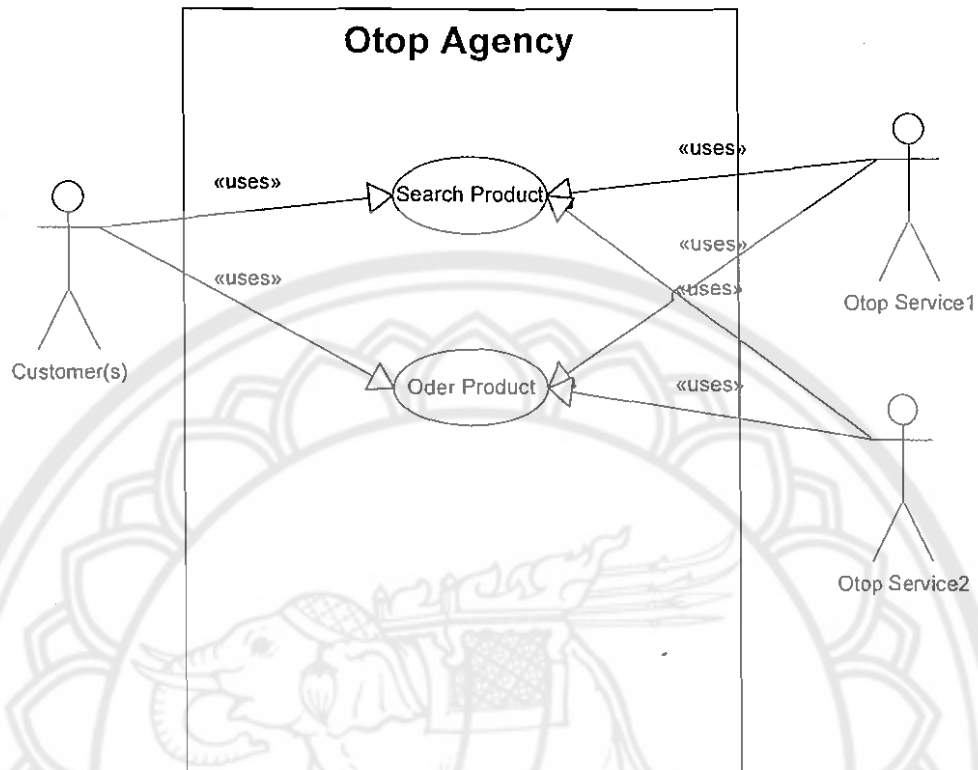 Otop Agency
«uses»
«uses»
Search Product
«uses»
«uses»
«uses»
Otop Service1
Customer(s)
Oder Product
«uses»
Otop Service2